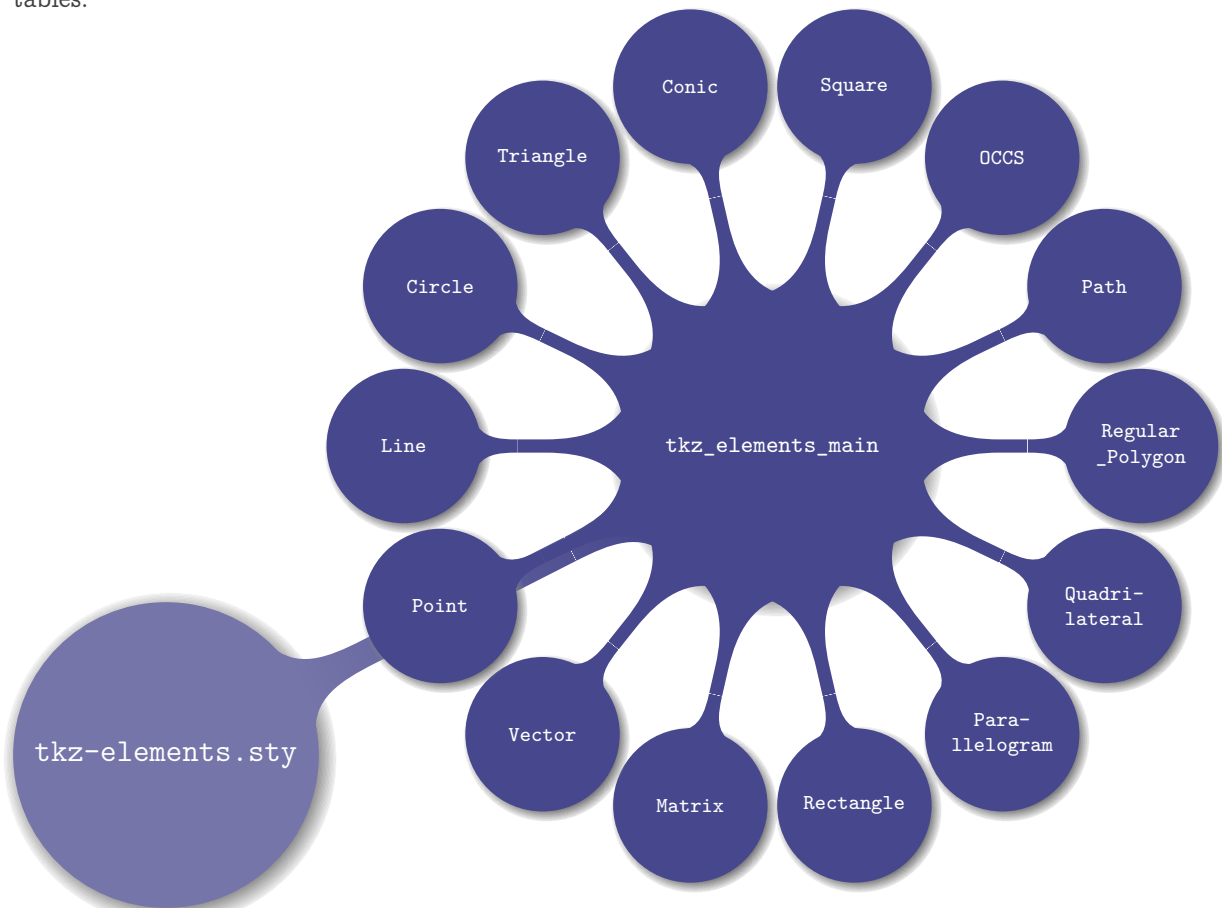 tables.
Conic
Square
Triangle
OCCS
Circle
Path
Line
tkz_elements_main
Regular
_Polygon
Point
Quadri-
lateral
tkz-elements.sty
Vector
Para-
llelogram
Matrix
Rectangle